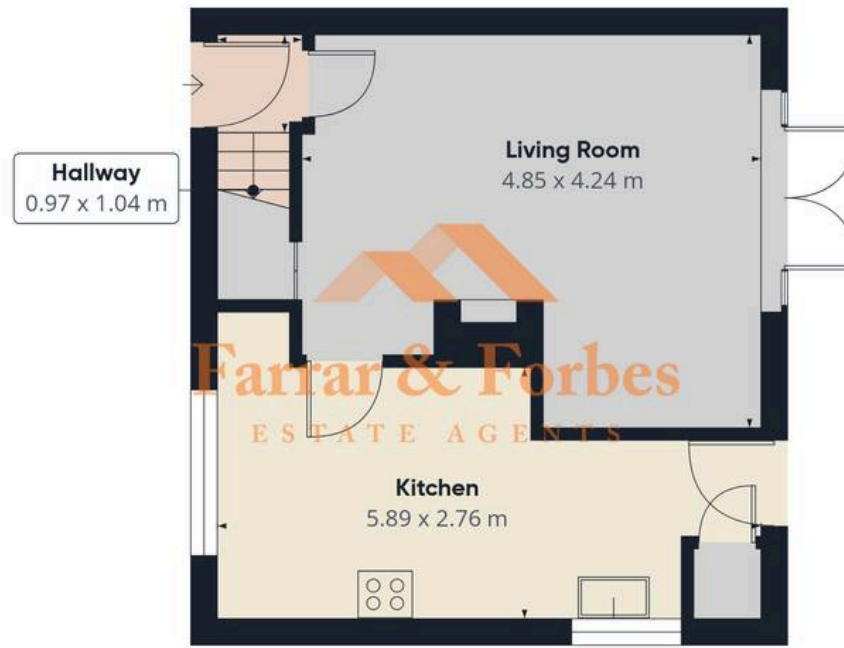 Hallway
0.97 x 1.04 m
Living Room
4.85 x 4.24 m
Farrar & Forbes
ESTATE AGENTS
Kitchen
5.89 x 2.76 m